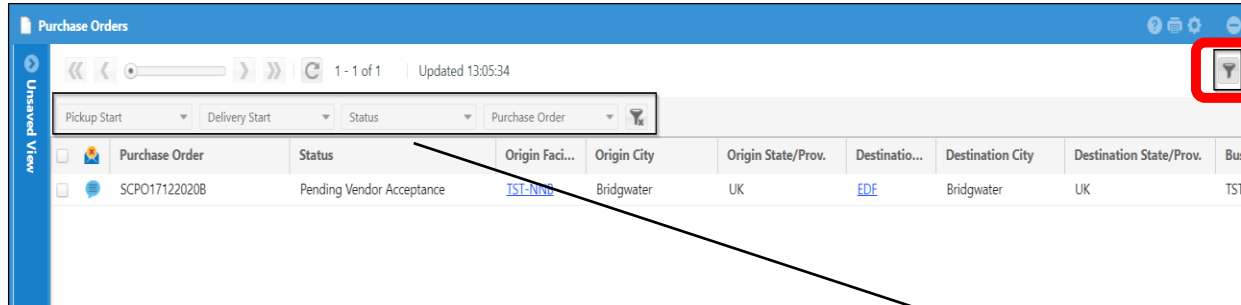 Purchase Orders
1 - 1 of 1 Updated 13:05:34
Unsaved View
Pickup Start Delivery Start Status Purchase Order
Purchase Order Status Origin Faci... Origin City Origin State/Prov. Destinatio... Destination City Destination State/Prov. Bus
SCPO17122020B Pending Vendor Acceptance TST-NNB Bridgwater UK EDF Bridgwater UK TST